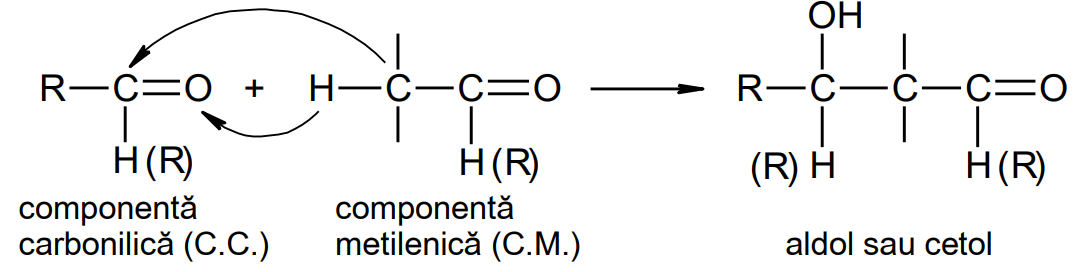 OH
R—C=O + H—C—C=O → R—C—C—C=O
H(R) H(R) (R) H H(R)
componentă componentă
carbonilică (C.C.) metilenică (C.M.) aldol sau cetol